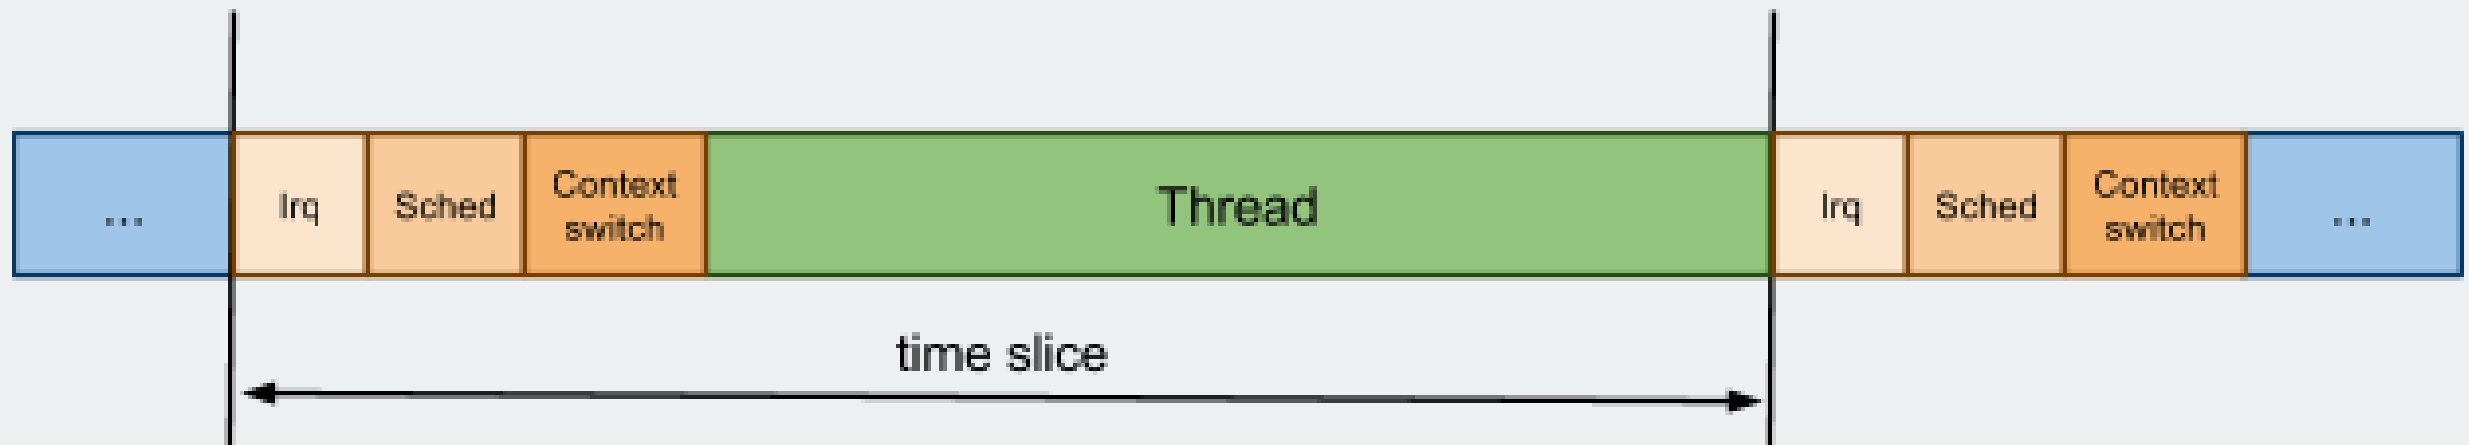 ...
Irq
Sched
Context
switch
Thread
Irq
Sched
Context
switch
...
time slice